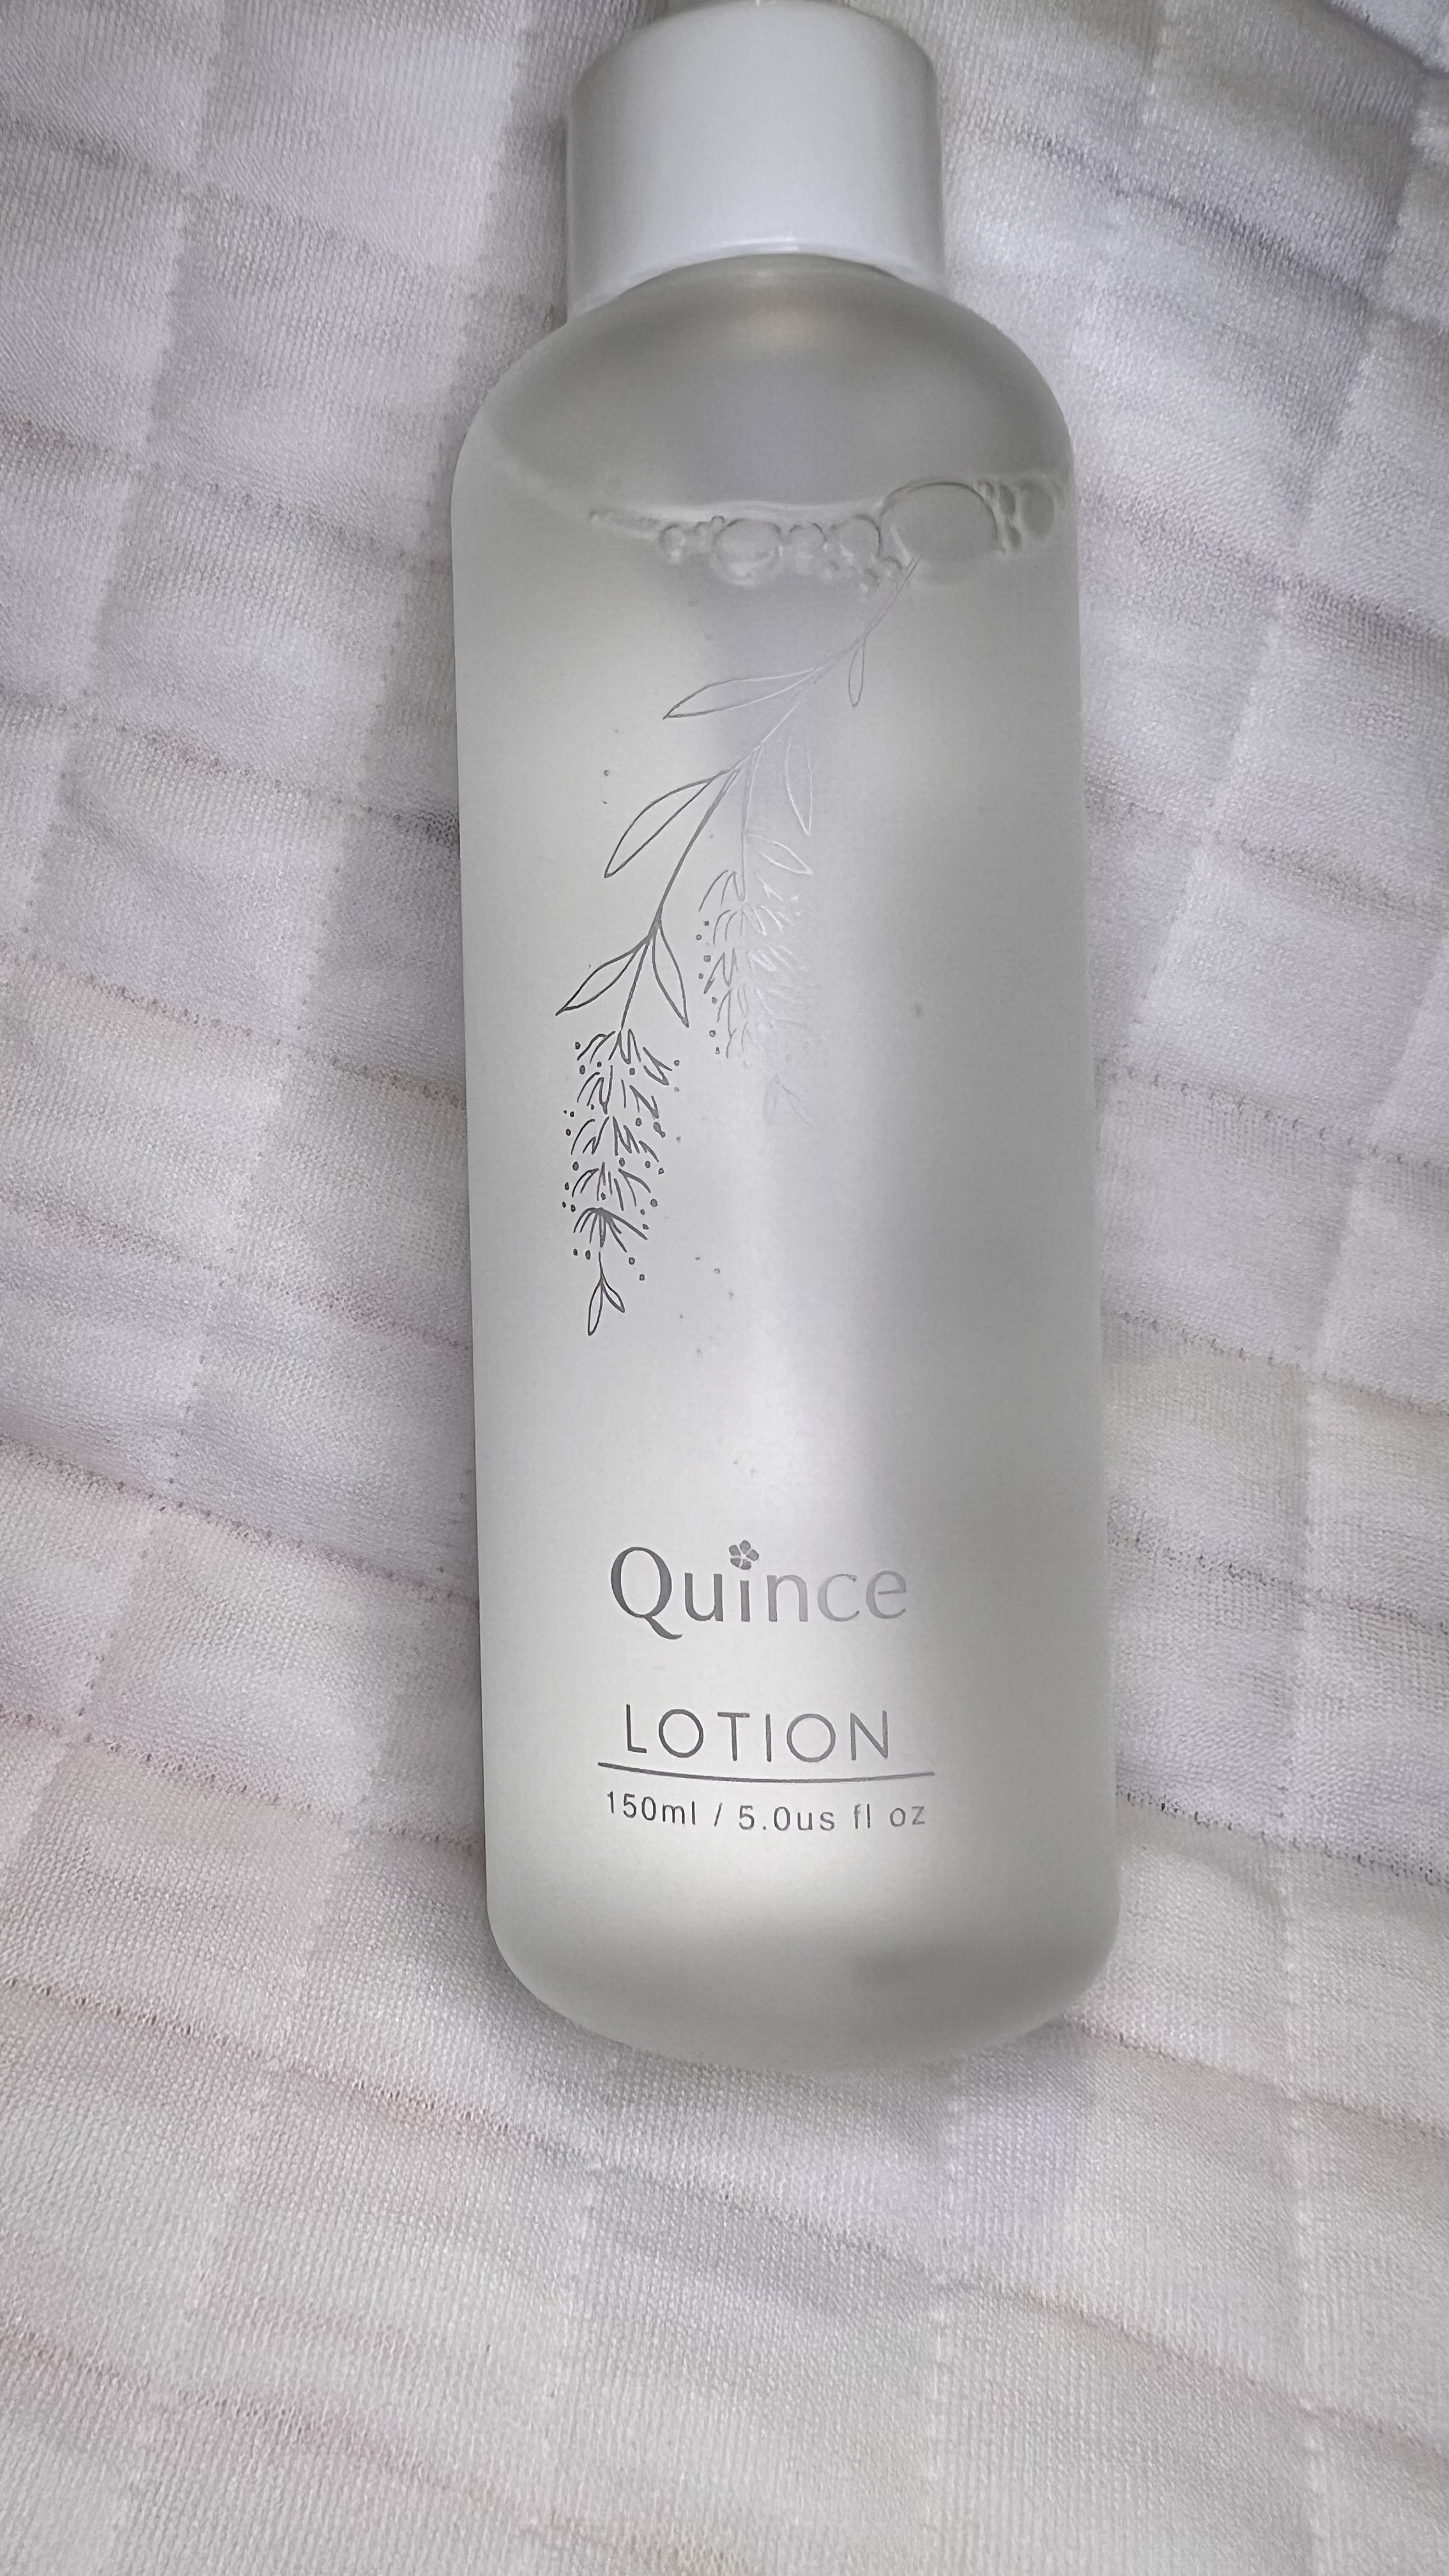 Quince
LOTION
150ml / 5.0us fl oz